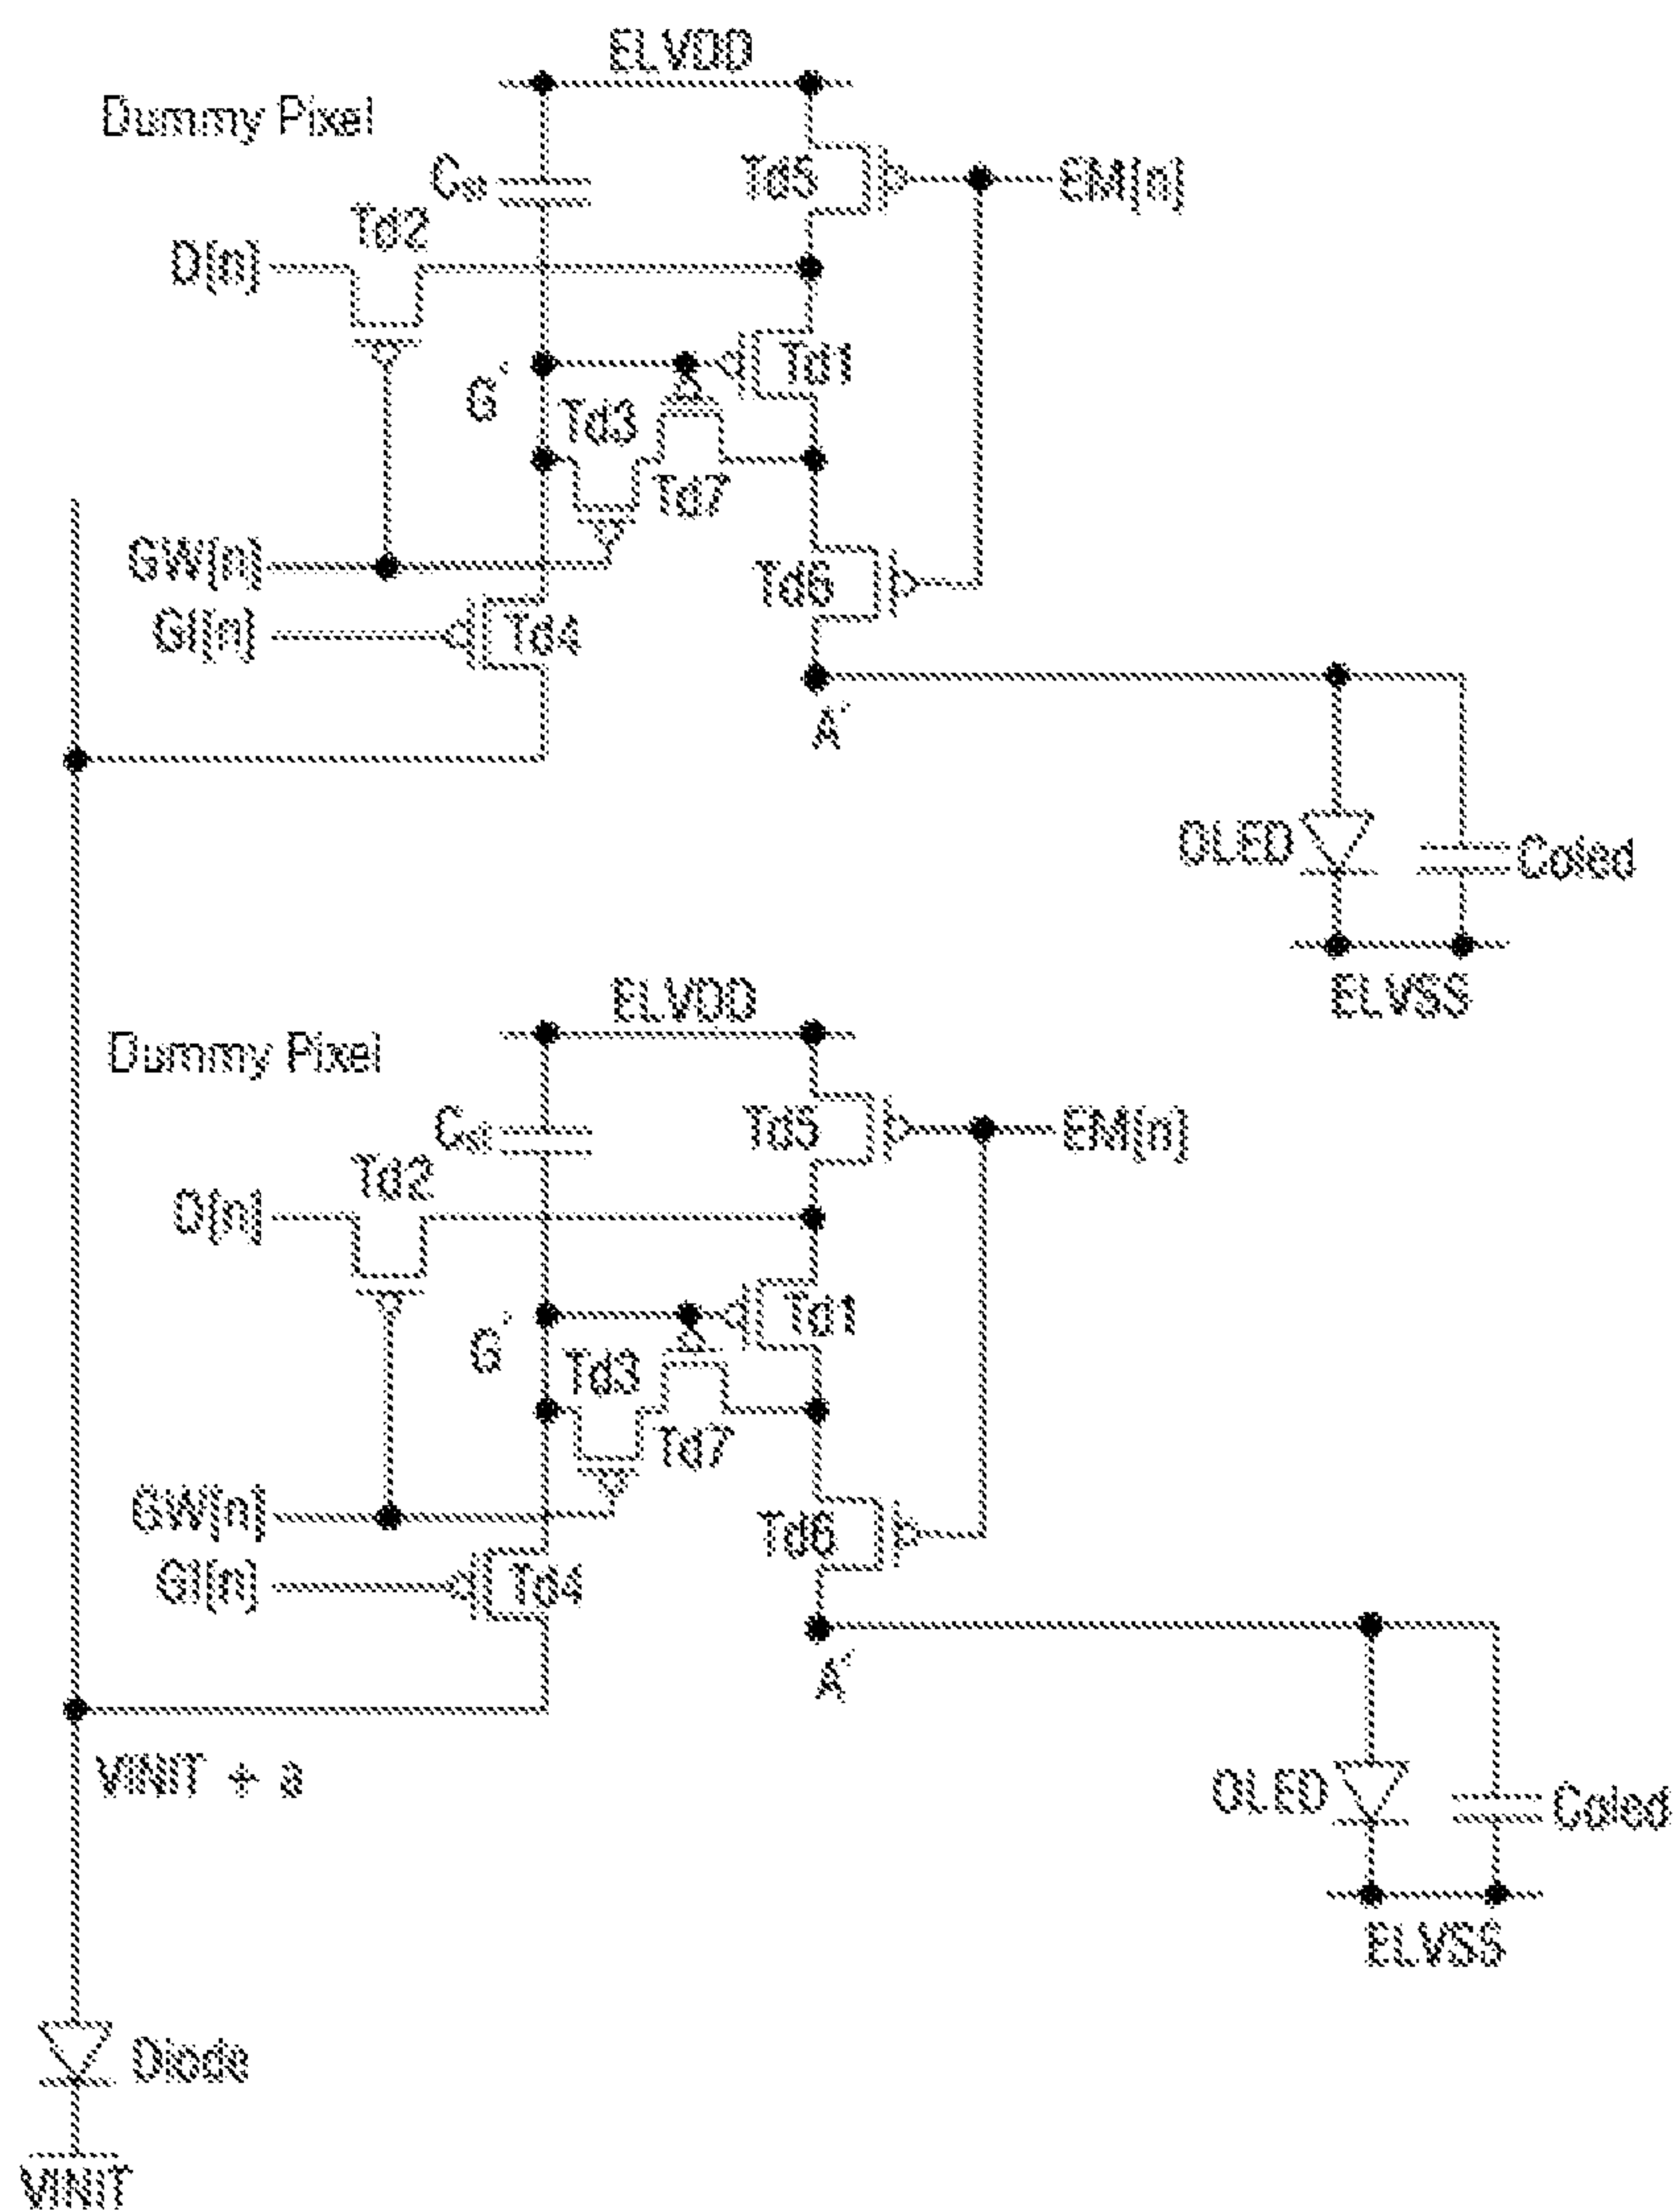 ELVDD
Dummy Pixel
Cst
Td5
EM[n]
Td2
D[n]
Td1
G'
Td3
Td7
GW[n]
Td6
GI[n]
Td4
A'
OLED
Coled
ELVSS
ELVDD
Dummy Pixel
Cst
Td5
EM[n]
Td2
D[n]
Td1
G'
Td3
Td7
GW[n]
Td6
GI[n]
Td4
A'
VINIT + a
OLED
Coled
ELVSS
Diode
VINIT